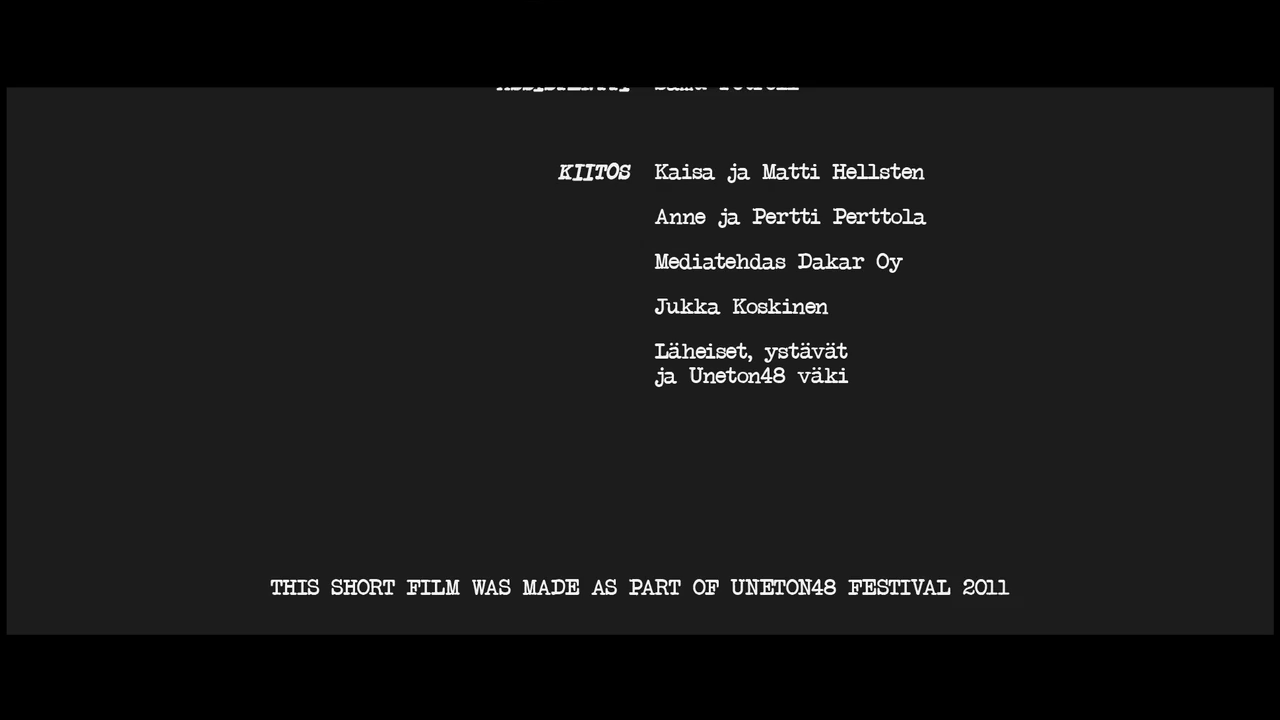 KIITOS Kaisa ja Matti Hellsten
Anne ja Pertti Perttola
Mediatehdas Dakar Oy
Jukka Koskinen
Läheiset, ystävät
ja Uneton48 väki
THIS SHORT FILM WAS MADE AS PART OF UNETON48 FESTIVAL 2011